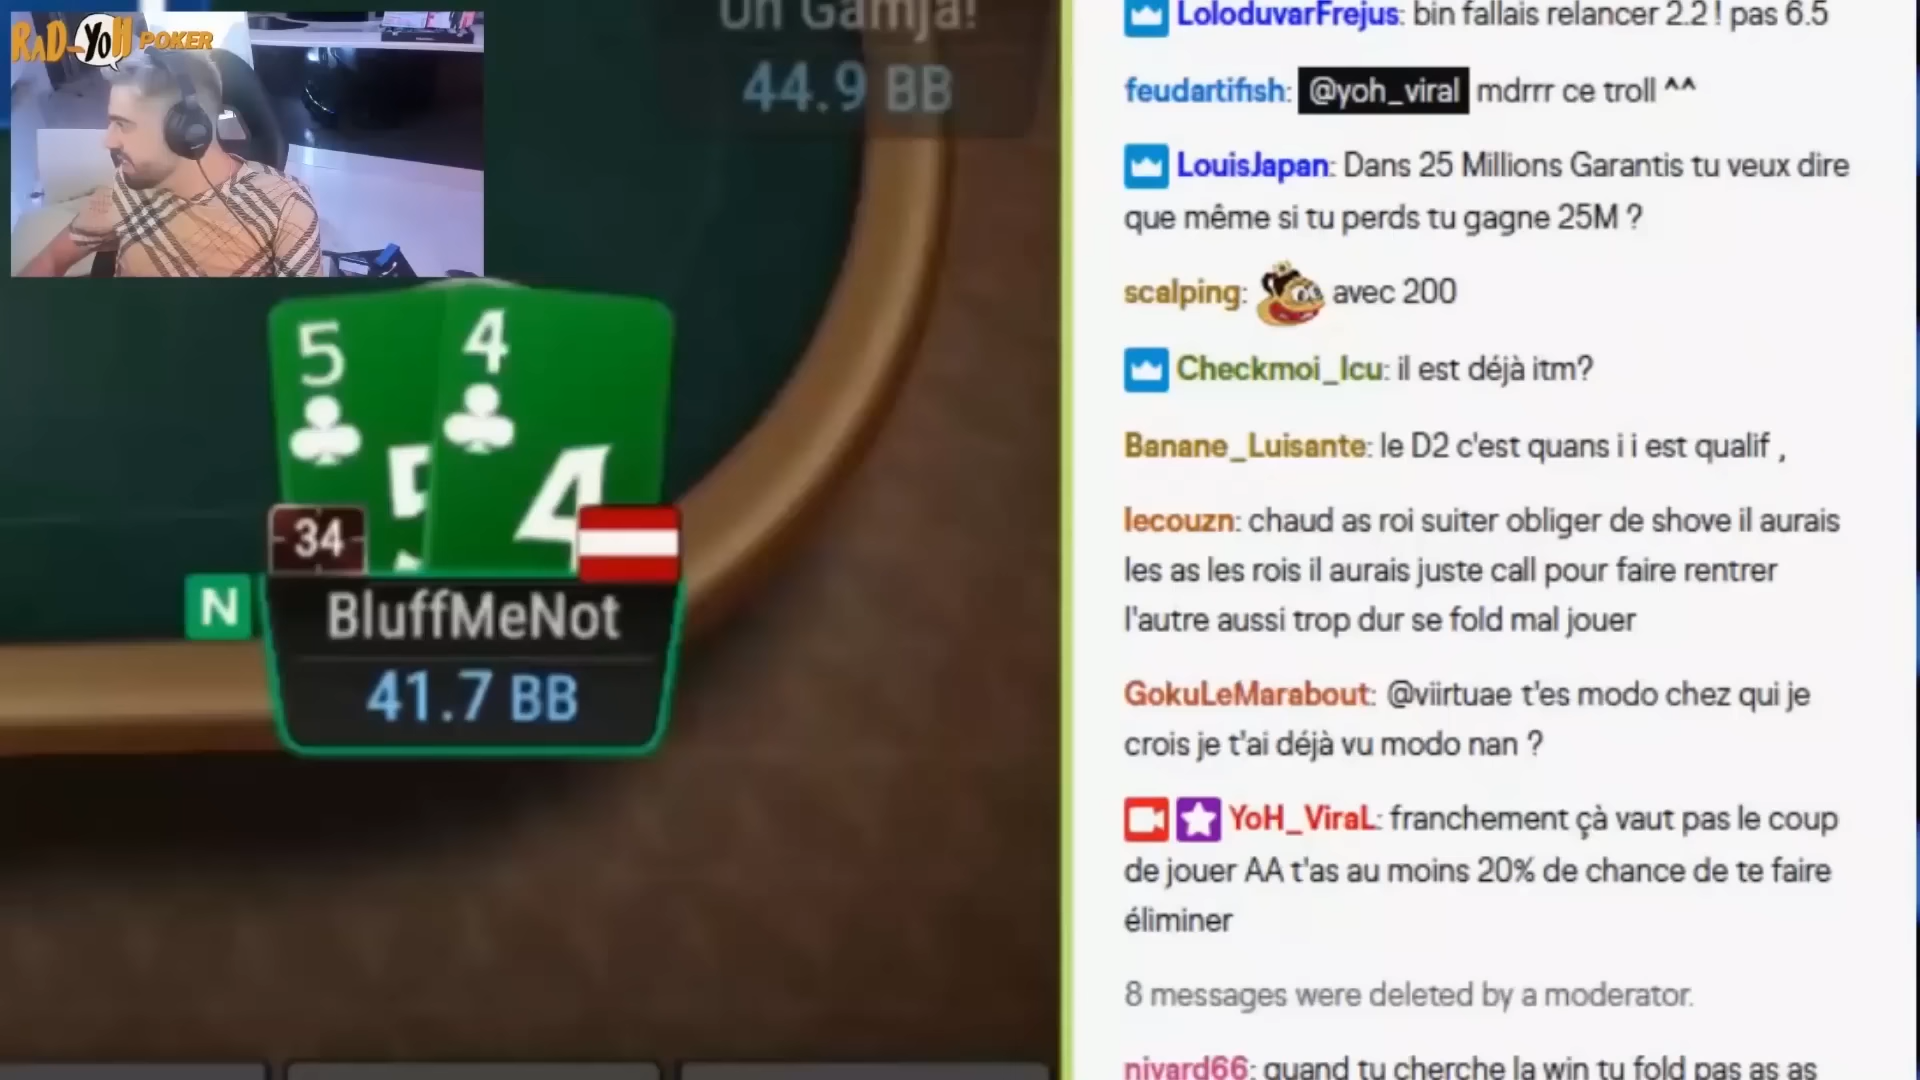 RAD-YOH POKER
Un Gamja!
44.9 BB
5
4
34
N
BluffMeNot
41.7 BB
LoloduvarFrejus: bin fallais relancer 2.2 ! pas 6.5
feudartifish: @yoh_viral mdrrr ce troll ^^
LouisJapan: Dans 25 Millions Garantis tu veux dire
que même si tu perds tu gagne 25M ?
scalping: avec 200
Checkmoi_Icu: il est déjà itm?
Banane_Luisante: le D2 c'est quans i i est qualif ,
lecouzn: chaud as roi suiter obliger de shove il aurais
les as les rois il aurais juste call pour faire rentrer
l'autre aussi trop dur se fold mal jouer
GokuLeMarabout: @viirtuae t'es modo chez qui je
crois je t'ai déjà vu modo nan ?
YoH_ViraL: franchement çà vaut pas le coup
de jouer AA t'as au moins 20% de chance de te faire
éliminer
8 messages were deleted by a moderator.
nivard66: quand tu cherche la win tu fold pas as as